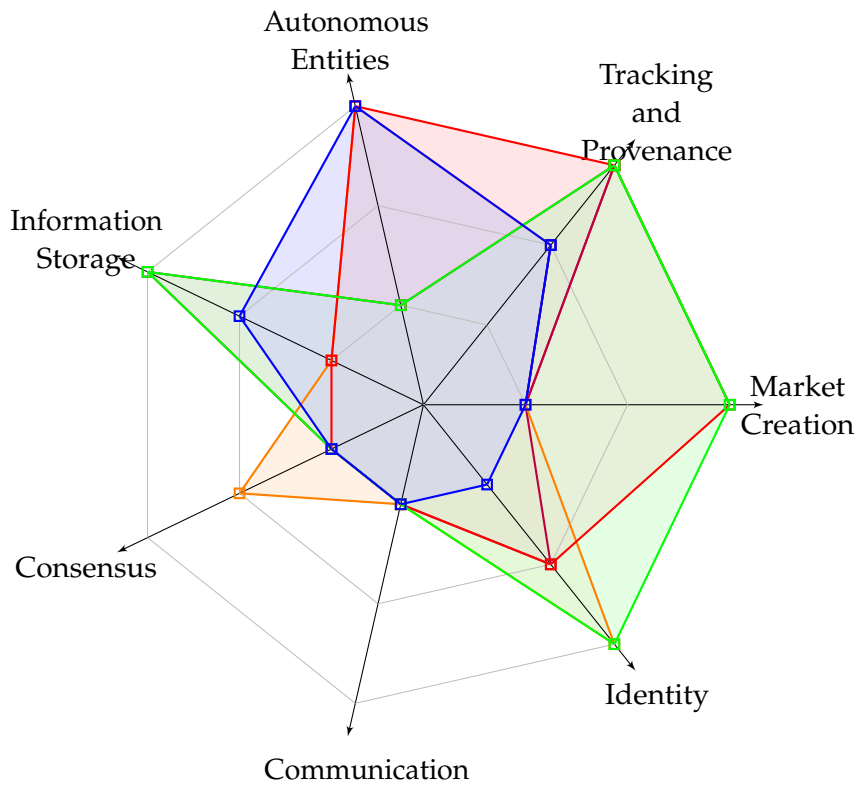 Autonomous
Entities
Tracking
and
Provenance
Information
Storage
Market
Creation
Consensus
Identity
Communication